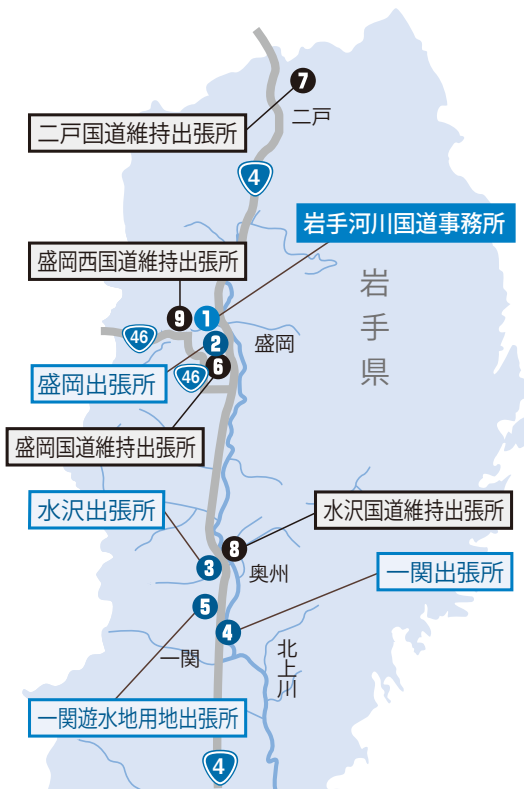 7
二戸
二戸国道維持出張所
4
岩手河川国道事務所
盛岡西国道維持出張所
岩手県
9
1
46
2
盛岡
6
46
盛岡出張所
盛岡国道維持出張所
水沢出張所
水沢国道維持出張所
8
3
奥州
一関出張所
5
4
一関
北上川
一関遊水地用地出張所
4